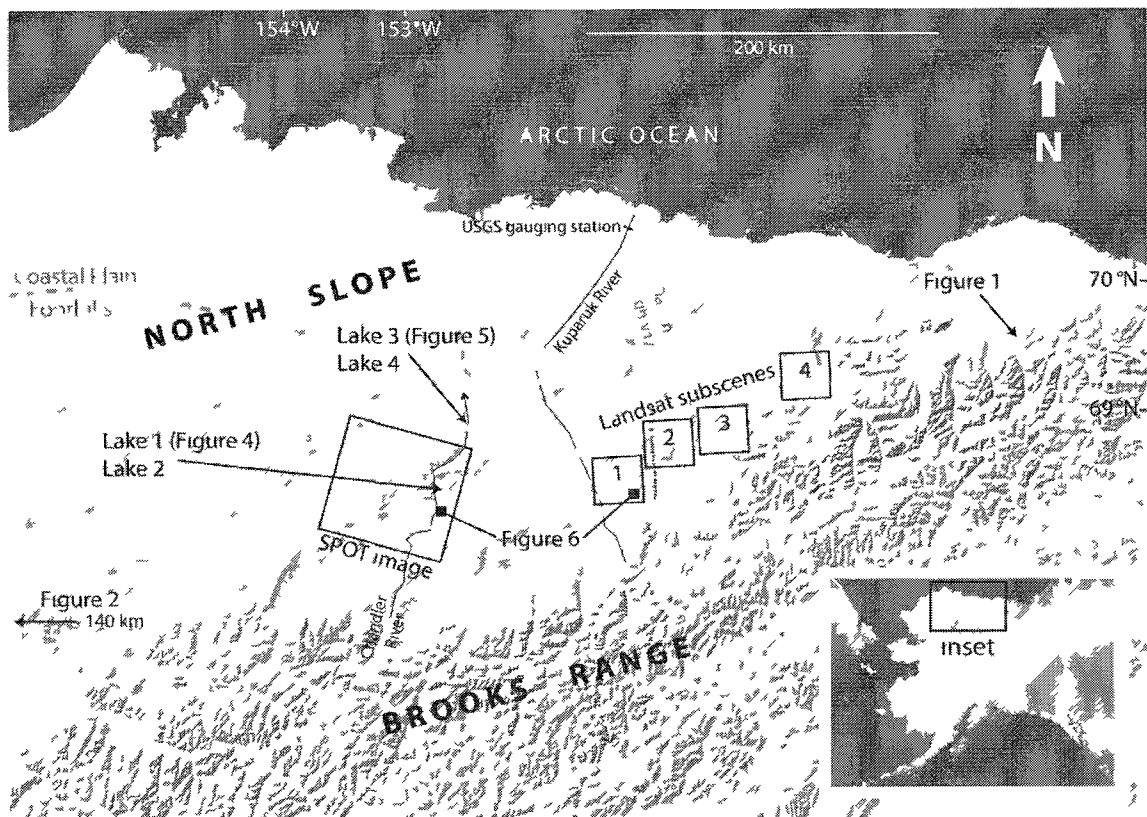 154°W
153°W
200 km
ARCTIC OCEAN
N
USGS gauging station
Kuparuk River
NORTH SLOPE
Figure 1
70°N
Lake 3 (Figure 5)
Lake 4
Landsat subscenes
4
69°N
3
2
1
Lake 1 (Figure 4)
Lake 2
Figure 6
SPOT image
Figure 2
140 km
Chandler
River
inset
BROOKS RANGE